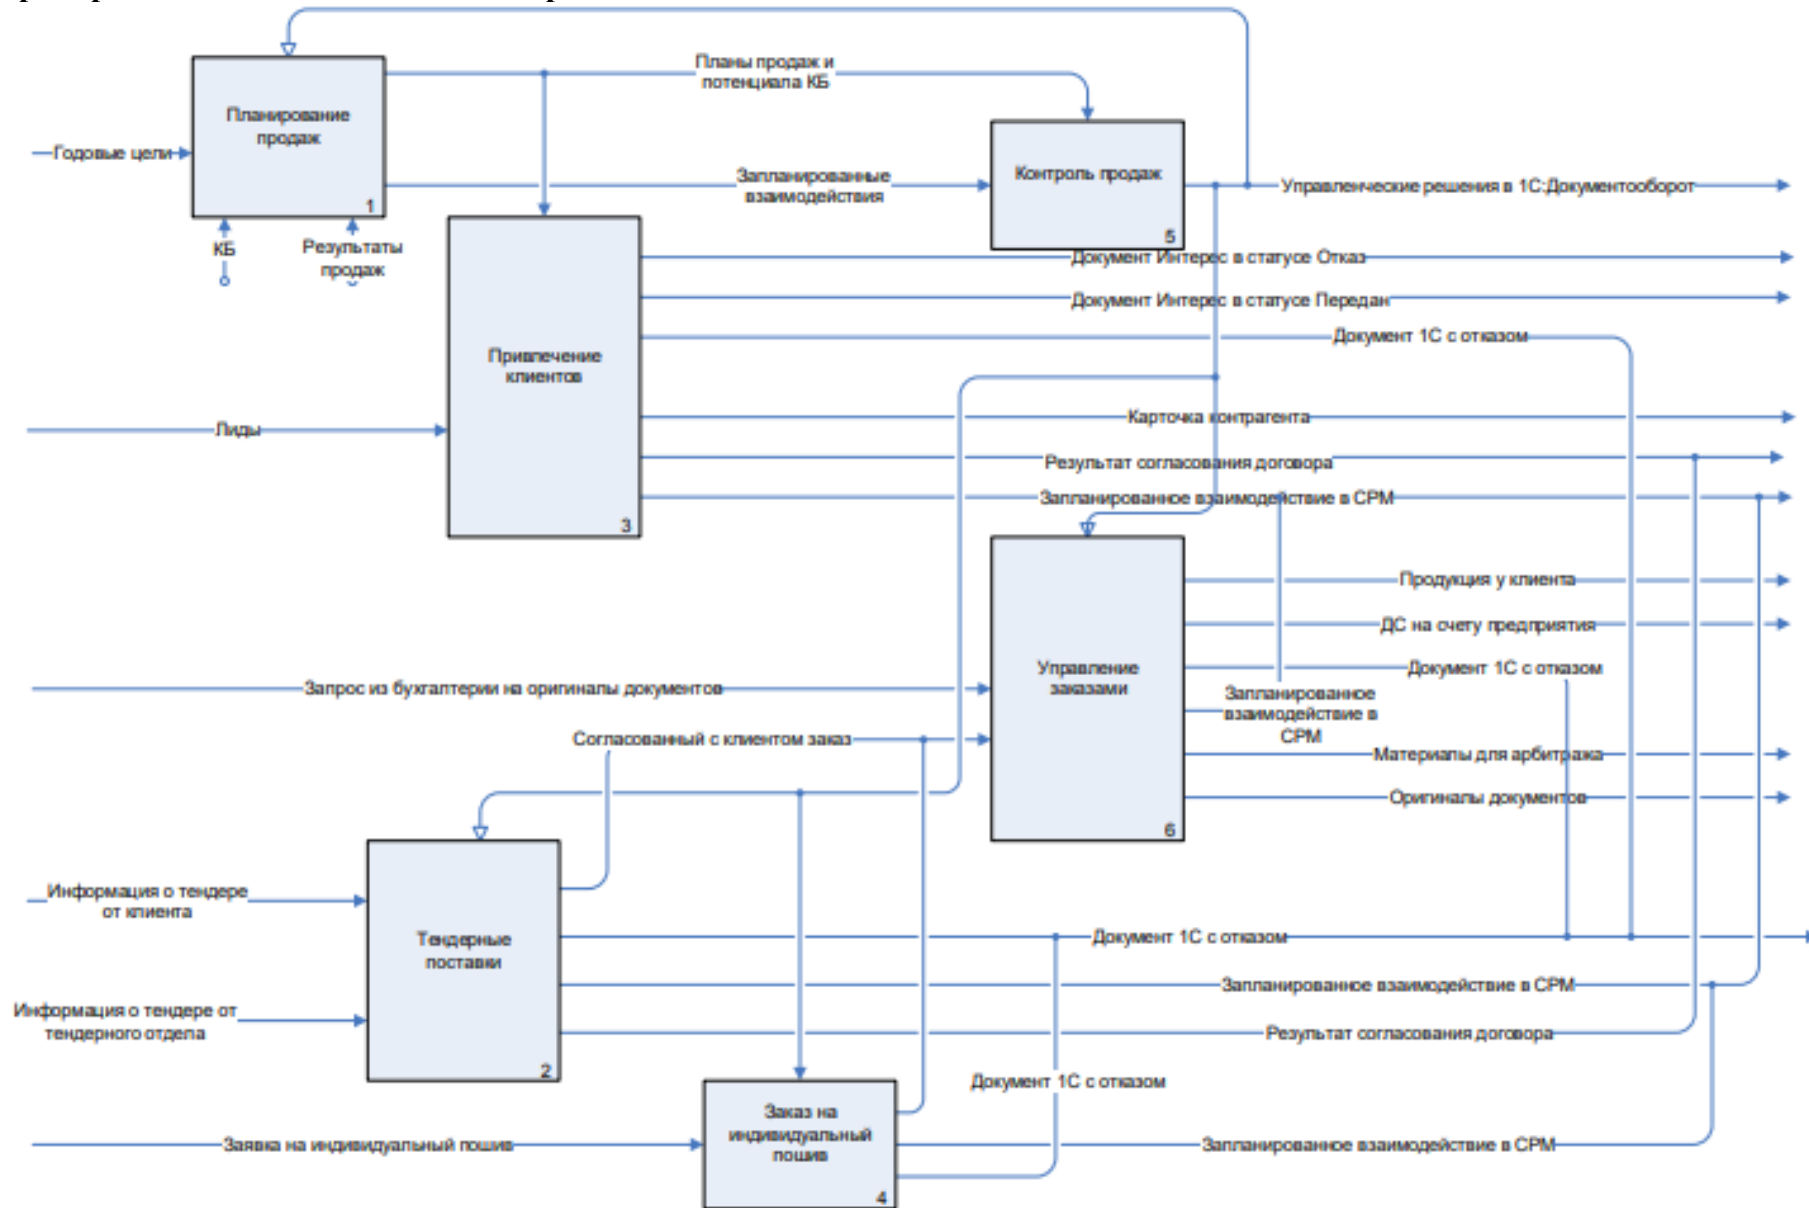 Планы продаж и
потенциала КБ
Планирование
продаж
1
Годовые цели
Запланированные
взаимодействия
Контроль продаж
5
Управленческие решения в 1С:Документооборот
КБ
Результаты
продаж
Документ Интерес в статусе Отказ
Документ Интерес в статусе Передан
Документ 1С с отказом
Привлечение
клиентов
3
Карточка контрагента
Лиды
Результат согласования договора
Запланированное взаимодействие в СРМ
Продукция у клиента
ДС на счету предприятия
Управление
заказами
6
Документ 1С с отказом
Запрос из бухгалтерии на оригиналы документов
Запланированное
взаимодействие в
СРМ
Согласованный с клиентом заказ
Материалы для арбитража
Оригиналы документов
Информация о тендере
от клиента
Тендерные
поставки
2
Документ 1С с отказом
Запланированное взаимодействие в СРМ
Информация о тендере от
тендерного отдела
Результат согласования договора
Документ 1С с отказом
Заказ на
индивидуальный
пошив
4
Заявка на индивидуальный пошив
Запланированное взаимодействие в СРМ